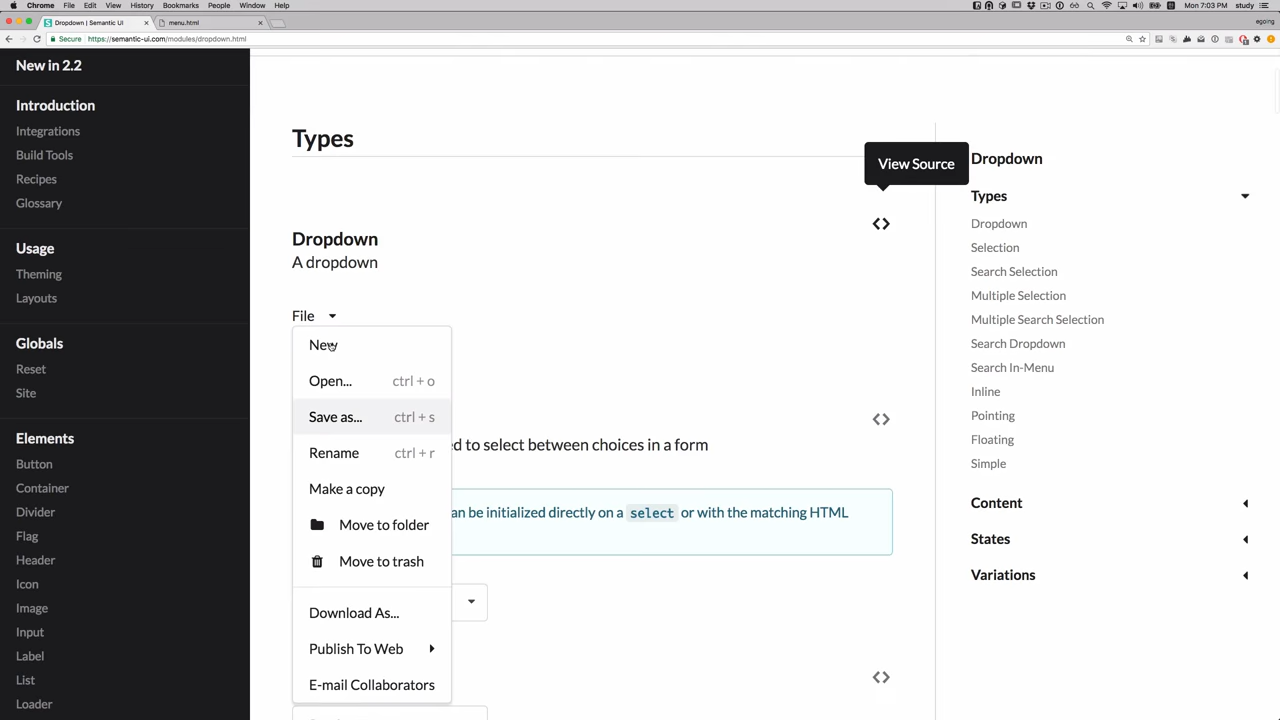 Chrome File Edit View History Bookmarks People Window Help
Mon 7:03 PM study
Dropdown | Semantic UI
menu.html
egoing
Secure https://semantic-ui.com/modules/dropdown.html
New in 2.2
Introduction
Integrations
Build Tools
Recipes
Glossary
Usage
Theming
Layouts
Globals
Reset
Site
Elements
Button
Container
Divider
Flag
Header
Icon
Image
Input
Label
List
Loader
Types
View Source
Dropdown
A dropdown
File
New
Open... ctrl + o
Save as... ctrl + s
Rename ctrl + r
Make a copy
Move to folder
Move to trash
Download As...
Publish To Web
E-mail Collaborators
ed to select between choices in a form
an be initialized directly on a select or with the matching HTML
Dropdown
Types
Dropdown
Selection
Search Selection
Multiple Selection
Multiple Search Selection
Search Dropdown
Search In-Menu
Inline
Pointing
Floating
Simple
Content
States
Variations